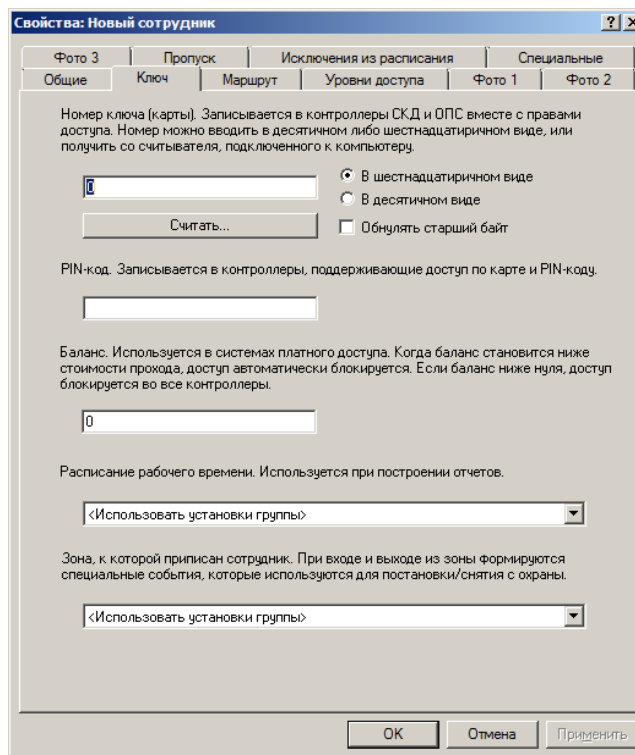 Свойства: Новый сотрудник
Фото 3 Пропуск Исключения из расписания Специальные
Общие Ключ Маршрут Уровни доступа Фото 1 Фото 2
Номер ключа (карты). Записывается в контроллеры СКД и ОПС вместе с правами
доступа. Номер можно вводить в десятичном либо шестнадцатиричном виде, или
получить со считывателя, подключенного к компьютеру.
0
В шестнадцатиричном виде
В десятичном виде
Считать...
Обнулять старший байт
PIN-код. Записывается в контроллеры, поддерживающие доступ по карте и PIN-коду.
Баланс. Используется в системах платного доступа. Когда баланс становится ниже
стоимости прохода, доступ автоматически блокируется. Если баланс ниже нуля, доступ
блокируется во все контроллеры.
0
Расписание рабочего времени. Используется при построении отчетов.
<Использовать установки группы>
Зона, к которой приписан сотрудник. При входе и выходе из зоны формируются
специальные события, которые используются для постановки/снятия с охраны.
<Использовать установки группы>
OK Отмена Применить